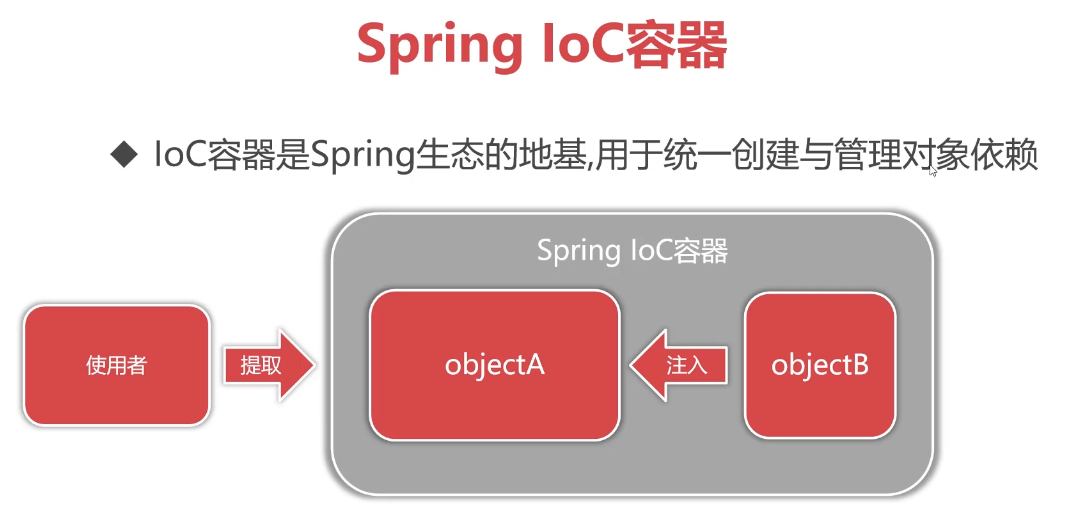 Spring IoC容器
◆ IoC容器是Spring生态的地基,用于统一创建与管理对象依赖
Spring IoC容器
使用者
提取
objectA
注入
objectB